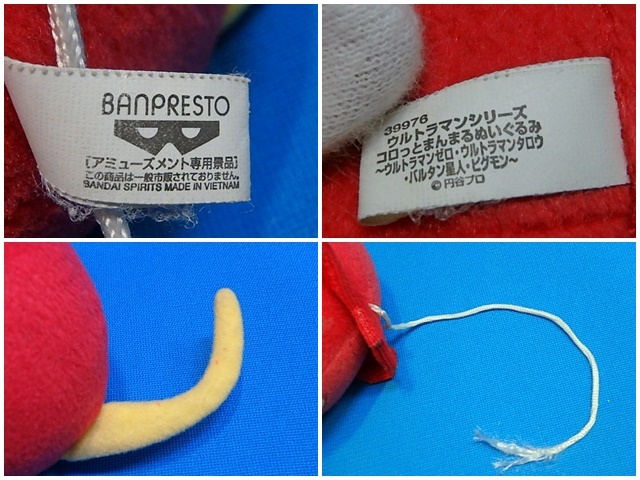 BANPRESTO
[アミューズメント専用景品]
この商品は一般市販されておりません。
BANDAI SPIRITS MADE IN VIETNAM
39976
ウルトラマンシリーズ
コロっとまんまるぬいぐるみ
～ウルトラマンゼロ・ウルトラマンタロウ
・バルタン星人・ピグモン～
©円谷プロ